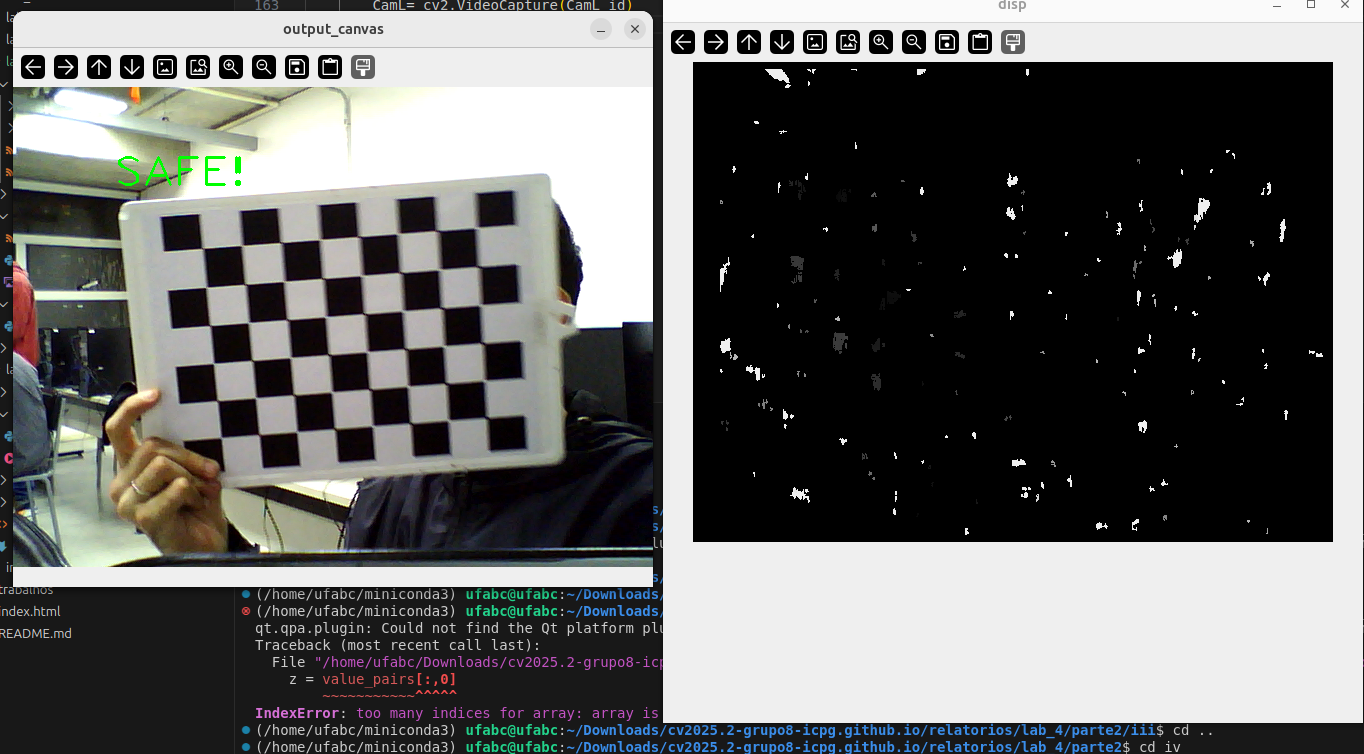 163 CamL= cv2.VideoCapture(CamL_id)
output_canvas
disp
SAFE!
trabalhos
index.html
README.md
(/home/ufabc/miniconda3) ufabc@ufabc:~/Downloads/
(/home/ufabc/miniconda3) ufabc@ufabc:~/Downloads/
qt.qpa.plugin: Could not find the Qt platform plu
Traceback (most recent call last):
File "/home/ufabc/Downloads/cv2025.2-grupo8-icp
z = value_pairs[:,0]
~~~~~~~~~~~^^^^^
IndexError: too many indices for array: array is
(/home/ufabc/miniconda3) ufabc@ufabc:~/Downloads/cv2025.2-grupo8-icpg.github.io/relatorios/lab_4/parte2/iii$ cd ..
(/home/ufabc/miniconda3) ufabc@ufabc:~/Downloads/cv2025.2-grupo8-icpg.github.io/relatorios/lab_4/parte2$ cd iv